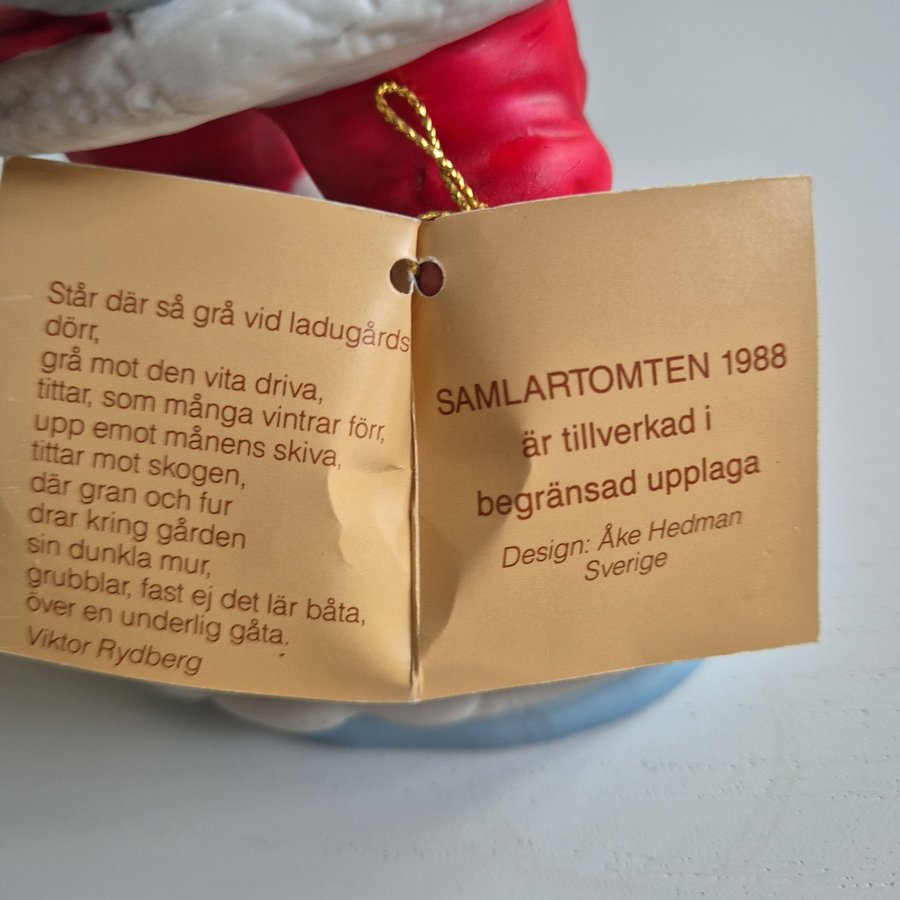 Står där så grå vid ladugårds
dörr,
grå mot den vita driva,
tittar, som många vintrar förr,
upp emot månens skiva,
tittar mot skogen,
där gran och fur
drar kring gården
sin dunkla mur,
grubblar, fast ej det lär båta,
över en underlig gåta.
Viktor Rydberg
SAMLARTOMTEN 1988
är tillverkad i
begränsad upplaga
Design: Åke Hedman
Sverige